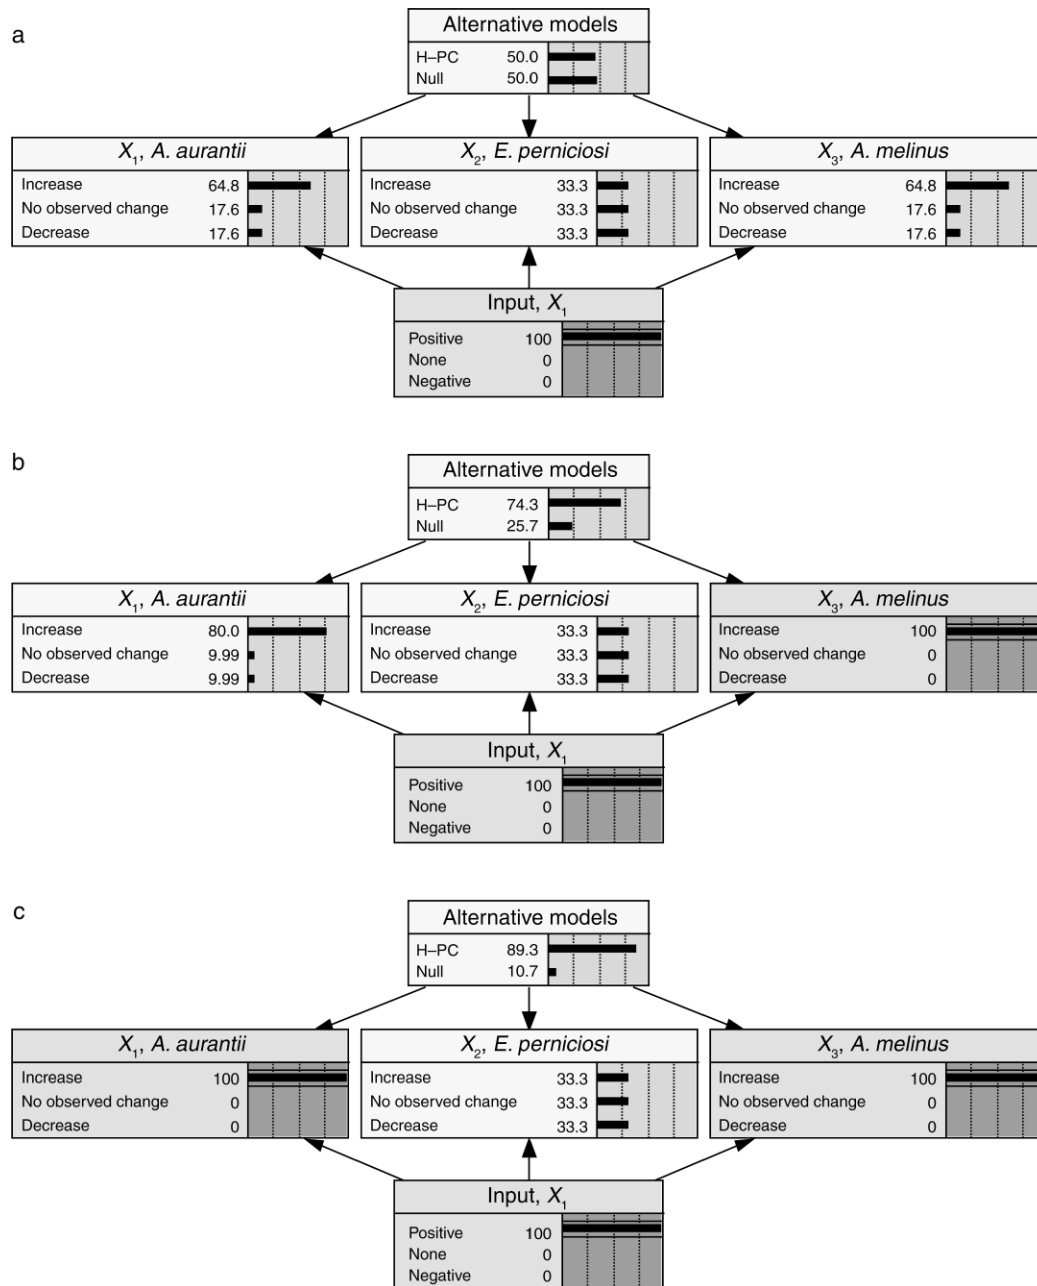 a
Alternative models
H–PC 50.0
Null 50.0
X1, A. aurantii
Increase 64.8
No observed change 17.6
Decrease 17.6
X2, E. perniciosi
Increase 33.3
No observed change 33.3
Decrease 33.3
X3, A. melinus
Increase 64.8
No observed change 17.6
Decrease 17.6
Input, X1
Positive 100
None 0
Negative 0
b
Alternative models
H–PC 74.3
Null 25.7
X1, A. aurantii
Increase 80.0
No observed change 9.99
Decrease 9.99
X2, E. perniciosi
Increase 33.3
No observed change 33.3
Decrease 33.3
X3, A. melinus
Increase 100
No observed change 0
Decrease 0
Input, X1
Positive 100
None 0
Negative 0
c
Alternative models
H–PC 89.3
Null 10.7
X1, A. aurantii
Increase 100
No observed change 0
Decrease 0
X2, E. perniciosi
Increase 33.3
No observed change 33.3
Decrease 33.3
X3, A. melinus
Increase 100
No observed change 0
Decrease 0
Input, X1
Positive 100
None 0
Negative 0